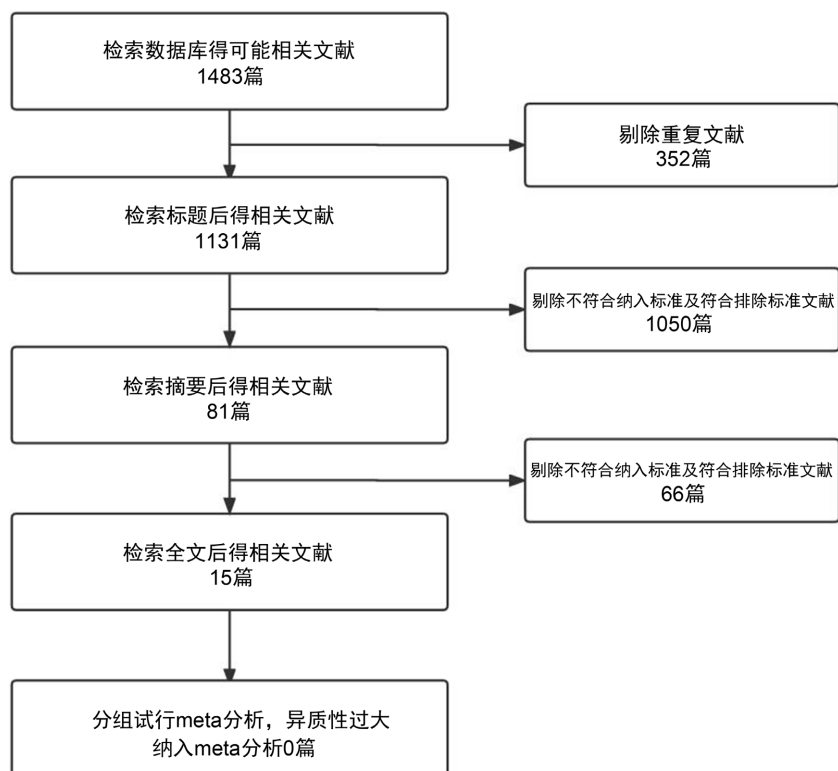 检索数据库得可能相关文献
1483篇
剔除重复文献
352篇
检索标题后得相关文献
1131篇
剔除不符合纳入标准及符合排除标准文献
1050篇
检索摘要后得相关文献
81篇
剔除不符合纳入标准及符合排除标准文献
66篇
检索全文后得相关文献
15篇
分组试行meta分析，异质性过大
纳入meta分析0篇